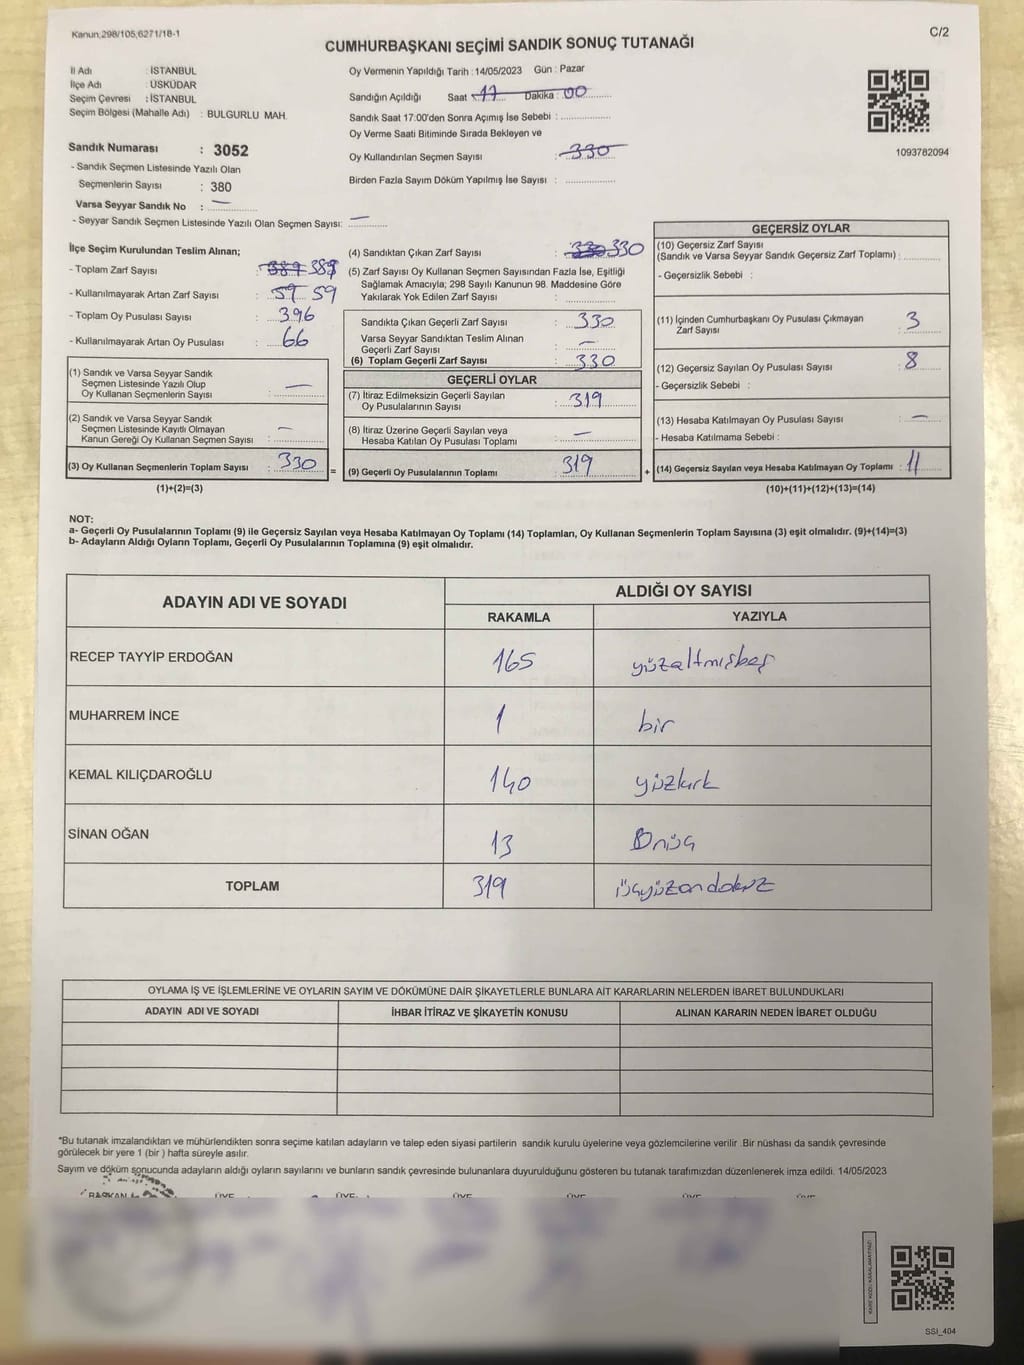 Kanun;298/105;6271/18-1
C/2
CUMHURBAŞKANI SEÇİMİ SANDIK SONUÇ TUTANAĞI
İl Adı : İSTANBUL
İlçe Adı : ÜSKÜDAR
Seçim Çevresi : İSTANBUL
Seçim Bölgesi (Mahalle Adı) : BULGURLU MAH.
Sandık Numarası : 3052
- Sandık Seçmen Listesinde Yazılı Olan
Seçmenlerin Sayısı : 380
Varsa Seyyar Sandık No : —
- Seyyar Sandık Seçmen Listesinde Yazılı Olan Seçmen Sayısı: —
Oy Vermenin Yapıldığı Tarih : 14/05/2023 Gün : Pazar
Sandığın Açıldığı Saat : 17 Dakika : 00
Sandık Saat 17:00'den Sonra Açımış İse Sebebi :
Oy Verme Saati Bitiminde Sırada Bekleyen ve
Oy Kullandırılan Seçmen Sayısı : 330
Birden Fazla Sayım Döküm Yapılmış İse Sayısı :
1093782094
İlçe Seçim Kurulundan Teslim Alınan;
- Toplam Zarf Sayısı : 389 389
- Kullanılmayarak Artan Zarf Sayısı : 59 59
- Toplam Oy Pusulası Sayısı : 396
- Kullanılmayarak Artan Oy Pusulası : 66
(1) Sandık ve Varsa Seyyar Sandık
Seçmen Listesinde Yazılı Olup
Oy Kullanan Seçmenlerin Sayısı : —
(2) Sandık ve Varsa Seyyar Sandık
Seçmen Listesinde Kayıtlı Olmayan
Kanun Gereği Oy Kullanan Seçmen Sayısı : —
(3) Oy Kullanan Seçmenlerin Toplam Sayısı : 330
(1)+(2)=(3)
=
(4) Sandıktan Çıkan Zarf Sayısı : 330 330
(5) Zarf Sayısı Oy Kullanan Seçmen Sayısından Fazla İse, Eşitliği
Sağlamak Amacıyla; 298 Sayılı Kanunun 98. Maddesine Göre
Yakılarak Yok Edilen Zarf Sayısı :
Sandıkta Çıkan Geçerli Zarf Sayısı : 330
Varsa Seyyar Sandıktan Teslim Alınan
Geçerli Zarf Sayısı : —
(6) Toplam Geçerli Zarf Sayısı : 330
GEÇERLİ OYLAR
(7) İtiraz Edilmeksizin Geçerli Sayılan
Oy Pusulalarının Sayısı : 319
(8) İtiraz Üzerine Geçerli Sayılan veya
Hesaba Katılan Oy Pusulası Toplamı : —
(9) Geçerli Oy Pusulalarının Toplamı : 319
+
GEÇERSİZ OYLAR
(10) Geçersiz Zarf Sayısı
(Sandık ve Varsa Seyyar Sandık Geçersiz Zarf Toplamı) :
- Geçersizlik Sebebi :
(11) İçinden Cumhurbaşkanı Oy Pusulası Çıkmayan
Zarf Sayısı : 3
(12) Geçersiz Sayılan Oy Pusulası Sayısı : 8
- Geçersizlik Sebebi :
(13) Hesaba Katılmayan Oy Pusulası Sayısı : —
- Hesaba Katılmama Sebebi :
(14) Geçersiz Sayılan veya Hesaba Katılmayan Oy Toplamı : 11
(10)+(11)+(12)+(13)=(14)
NOT:
a- Geçerli Oy Pusulalarının Toplamı (9) ile Geçersiz Sayılan veya Hesaba Katılmayan Oy Toplamı (14) Toplamları, Oy Kullanan Seçmenlerin Toplam Sayısına (3) eşit olmalıdır. (9)+(14)=(3)
b- Adayların Aldığı Oyların Toplamı, Geçerli Oy Pusulalarının Toplamına (9) eşit olmalıdır.
ADAYIN ADI VE SOYADI
ALDIĞI OY SAYISI
RAKAMLA YAZIYLA
RECEP TAYYİP ERDOĞAN 165 yüzaltmışbeş
MUHARREM İNCE 1 bir
KEMAL KILIÇDAROĞLU 140 yüzkırk
SİNAN OĞAN 13 Onüç
TOPLAM 319 üçyüzondokuz
OYLAMA İŞ VE İŞLEMLERİNE VE OYLARIN SAYIM VE DÖKÜMÜNE DAİR ŞİKAYETLERLE BUNLARA AİT KARARLARIN NELERDEN İBARET BULUNDUKLARI
ADAYIN ADI VE SOYADI İHBAR İTİRAZ VE ŞİKAYETİN KONUSU ALINAN KARARIN NEDEN İBARET OLDUĞU
*Bu tutanak imzalandıktan ve mühürlendikten sonra seçime katılan adayların ve talep eden siyasi partilerin sandık kurulu üyelerine veya gözlemcilerine verilir. Bir nüshası da sandık çevresinde
görülecek bir yere 1 (bir ) hafta süreyle asılır.
Sayım ve döküm sonucunda adayların aldığı oyların sayılarını ve bunların sandık çevresinde bulunanlara duyurulduğunu gösteren bu tutanak tarafımızdan düzenlenerek imza edildi. 14/05/2023
BAŞKAN ÜYE ÜYE ÜYE ÜYE ÜYE ÜYE
SSİ_404